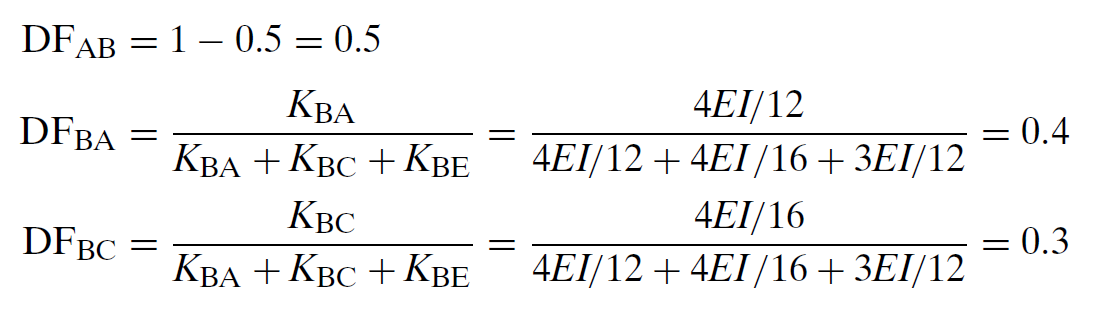 DF_AB = 1 − 0.5 = 0.5
DF_BA = K_BA / (K_BA + K_BC + K_BE) = (4EI/12) / (4EI/12 + 4EI/16 + 3EI/12) = 0.4
DF_BC = K_BC / (K_BA + K_BC + K_BE) = (4EI/16) / (4EI/12 + 4EI/16 + 3EI/12) = 0.3